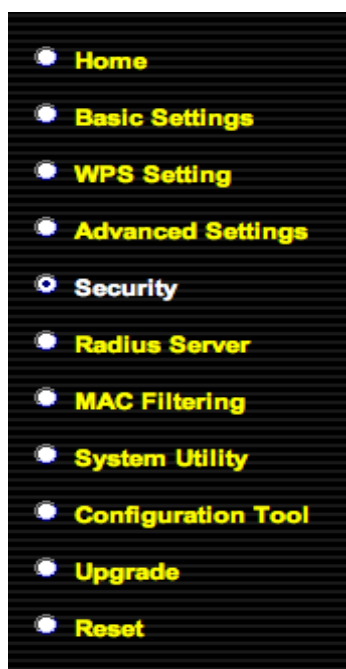 Home
Basic Settings
WPS Setting
Advanced Settings
Security
Radius Server
MAC Filtering
System Utility
Configuration Tool
Upgrade
Reset